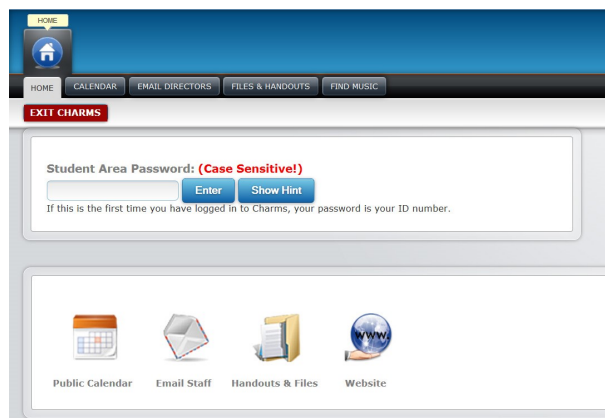 HOME
HOME CALENDAR EMAIL DIRECTORS FILES & HANDOUTS FIND MUSIC
EXIT CHARMS
Student Area Password: (Case Sensitive!)
Enter Show Hint
If this is the first time you have logged in to Charms, your password is your ID number.
www.
Public Calendar Email Staff Handouts & Files Website